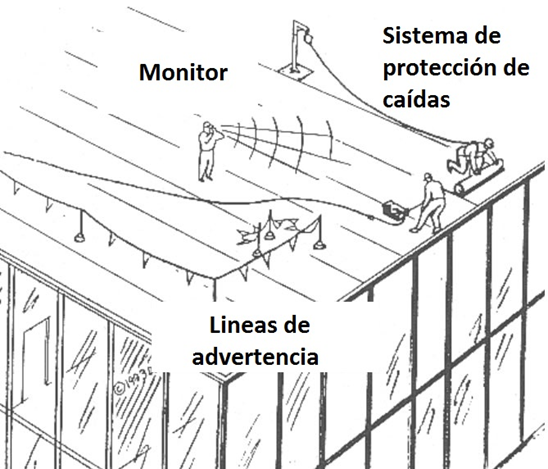 Sistema de
protección de
caídas
Monitor
Lineas de
advertencia